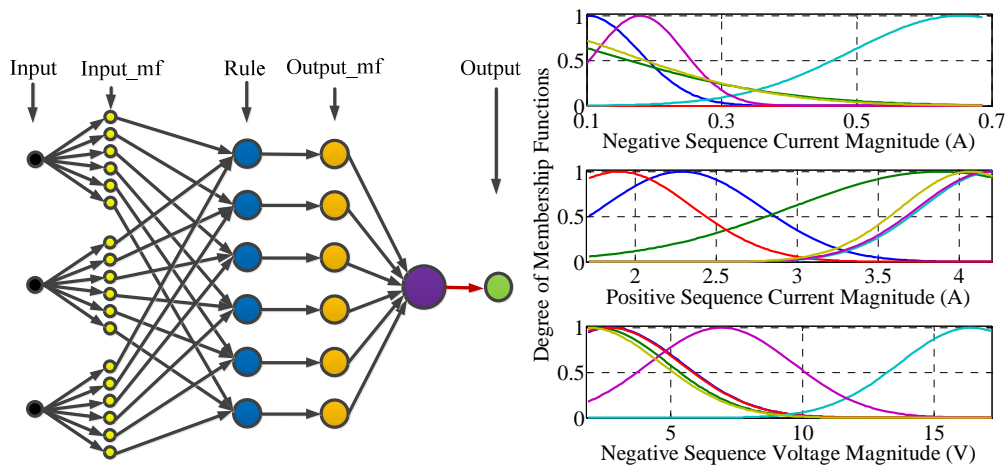 Input
Input_mf
Rule
Output_mf
Output
Degree of Membership Functions
1
0.5
0
0.1
0.3
0.5
0.7
Negative Sequence Current Magnitude (A)
1
0.5
0
2
2.5
3
3.5
4
Positive Sequence Current Magnitude (A)
1
0.5
0
5
10
15
Negative Sequence Voltage Magnitude (V)